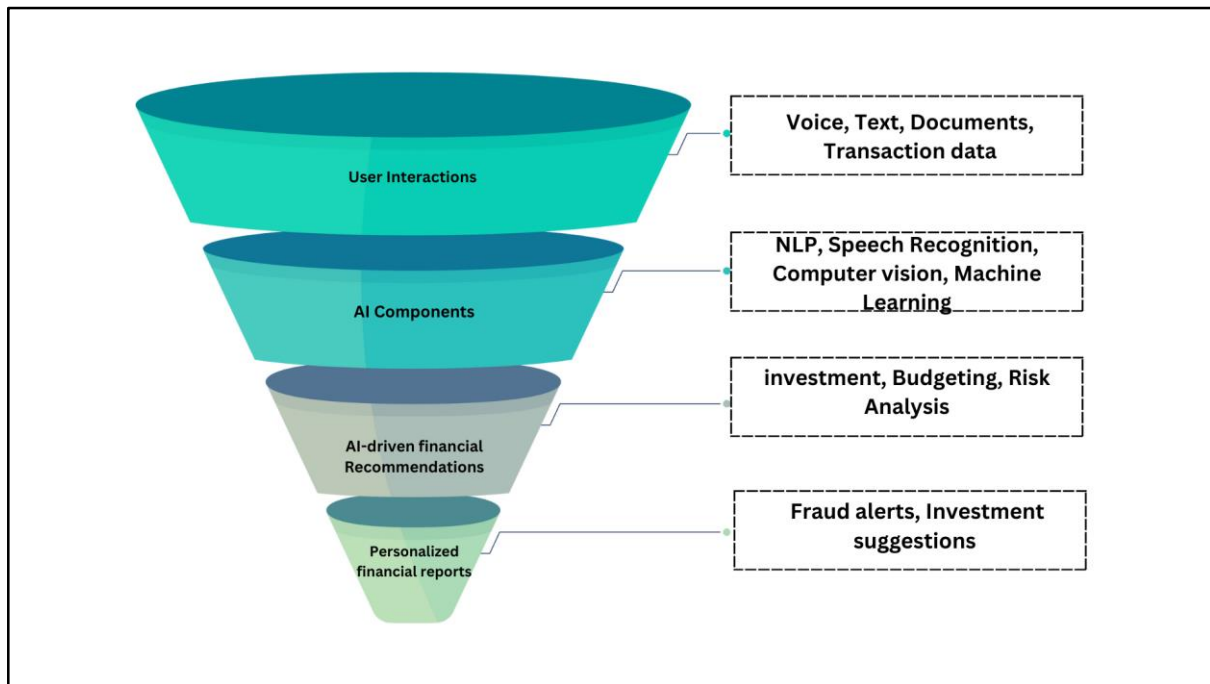 User Interactions
Voice, Text, Documents,
Transaction data
AI Components
NLP, Speech Recognition,
Computer vision, Machine
Learning
AI-driven financial
Recommendations
investment, Budgeting, Risk
Analysis
Personalized
financial reports
Fraud alerts, Investment
suggestions